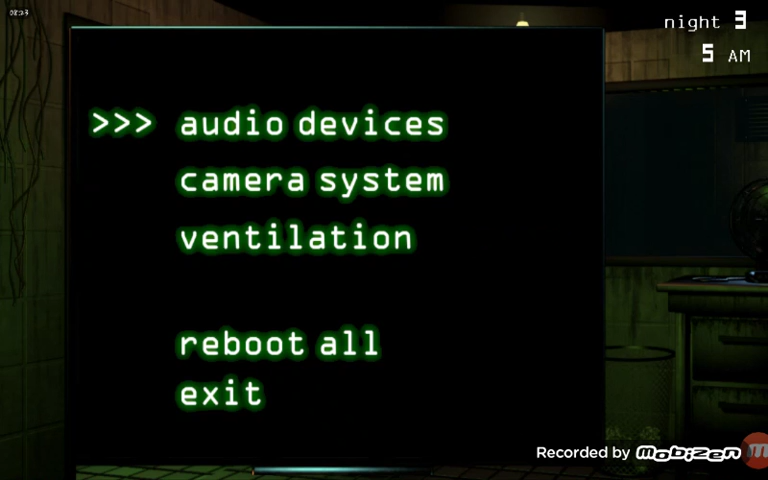 night 3
5 AM
>>> audio devices
camera system
ventilation
reboot all
exit
Recorded by Mobizen